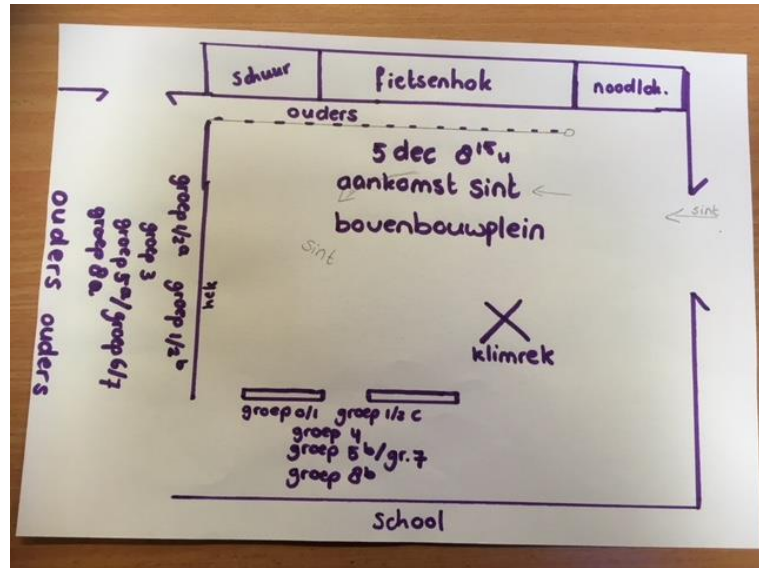 schuur
fietsenhok
noodlok.
ouders
5 dec 8¹⁵u
aankomst sint
bovenbouwplein
sint
sint
klimrek
hek
groep 1/2a groep 1/2b
groep 3
groep 5a/groep 6/7
groep 8a
ouders ouders
groep 0/1 groep 1/2 c
groep 4
groep 5b/gr.7
groep 8b
School